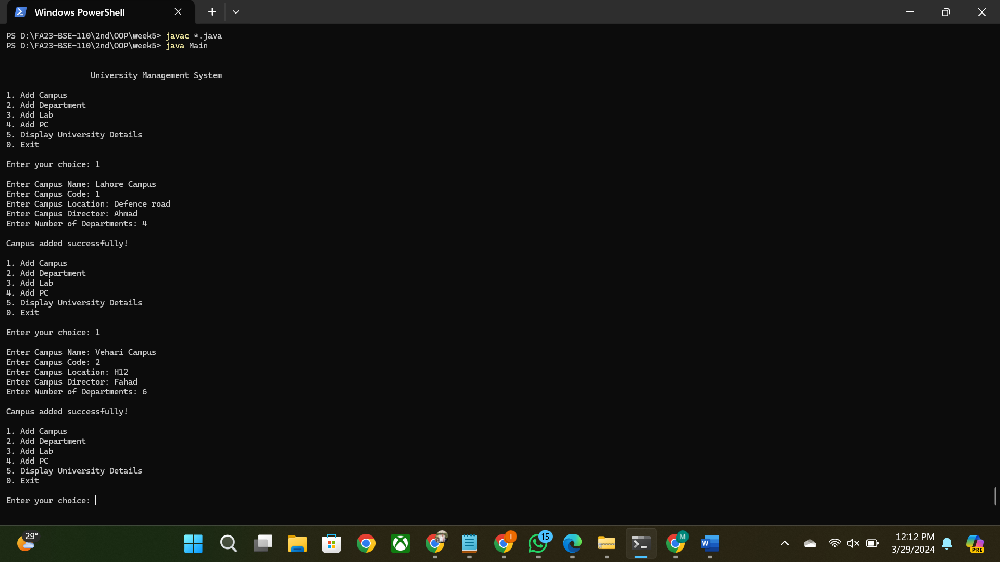 Windows PowerShell
PS D:\FA23-BSE-110\2nd\OOP\week5> javac *.java
PS D:\FA23-BSE-110\2nd\OOP\week5> java Main
University Management System
1. Add Campus
2. Add Department
3. Add Lab
4. Add PC
5. Display University Details
0. Exit
Enter your choice: 1
Enter Campus Name: Lahore Campus
Enter Campus Code: 1
Enter Campus Location: Defence road
Enter Campus Director: Ahmad
Enter Number of Departments: 4
Campus added successfully!
1. Add Campus
2. Add Department
3. Add Lab
4. Add PC
5. Display University Details
0. Exit
Enter your choice: 1
Enter Campus Name: Vehari Campus
Enter Campus Code: 2
Enter Campus Location: H12
Enter Campus Director: Fahad
Enter Number of Departments: 6
Campus added successfully!
1. Add Campus
2. Add Department
3. Add Lab
4. Add PC
5. Display University Details
0. Exit
Enter your choice:
29°
I
15
M
W
12:12 PM
3/29/2024
PRE